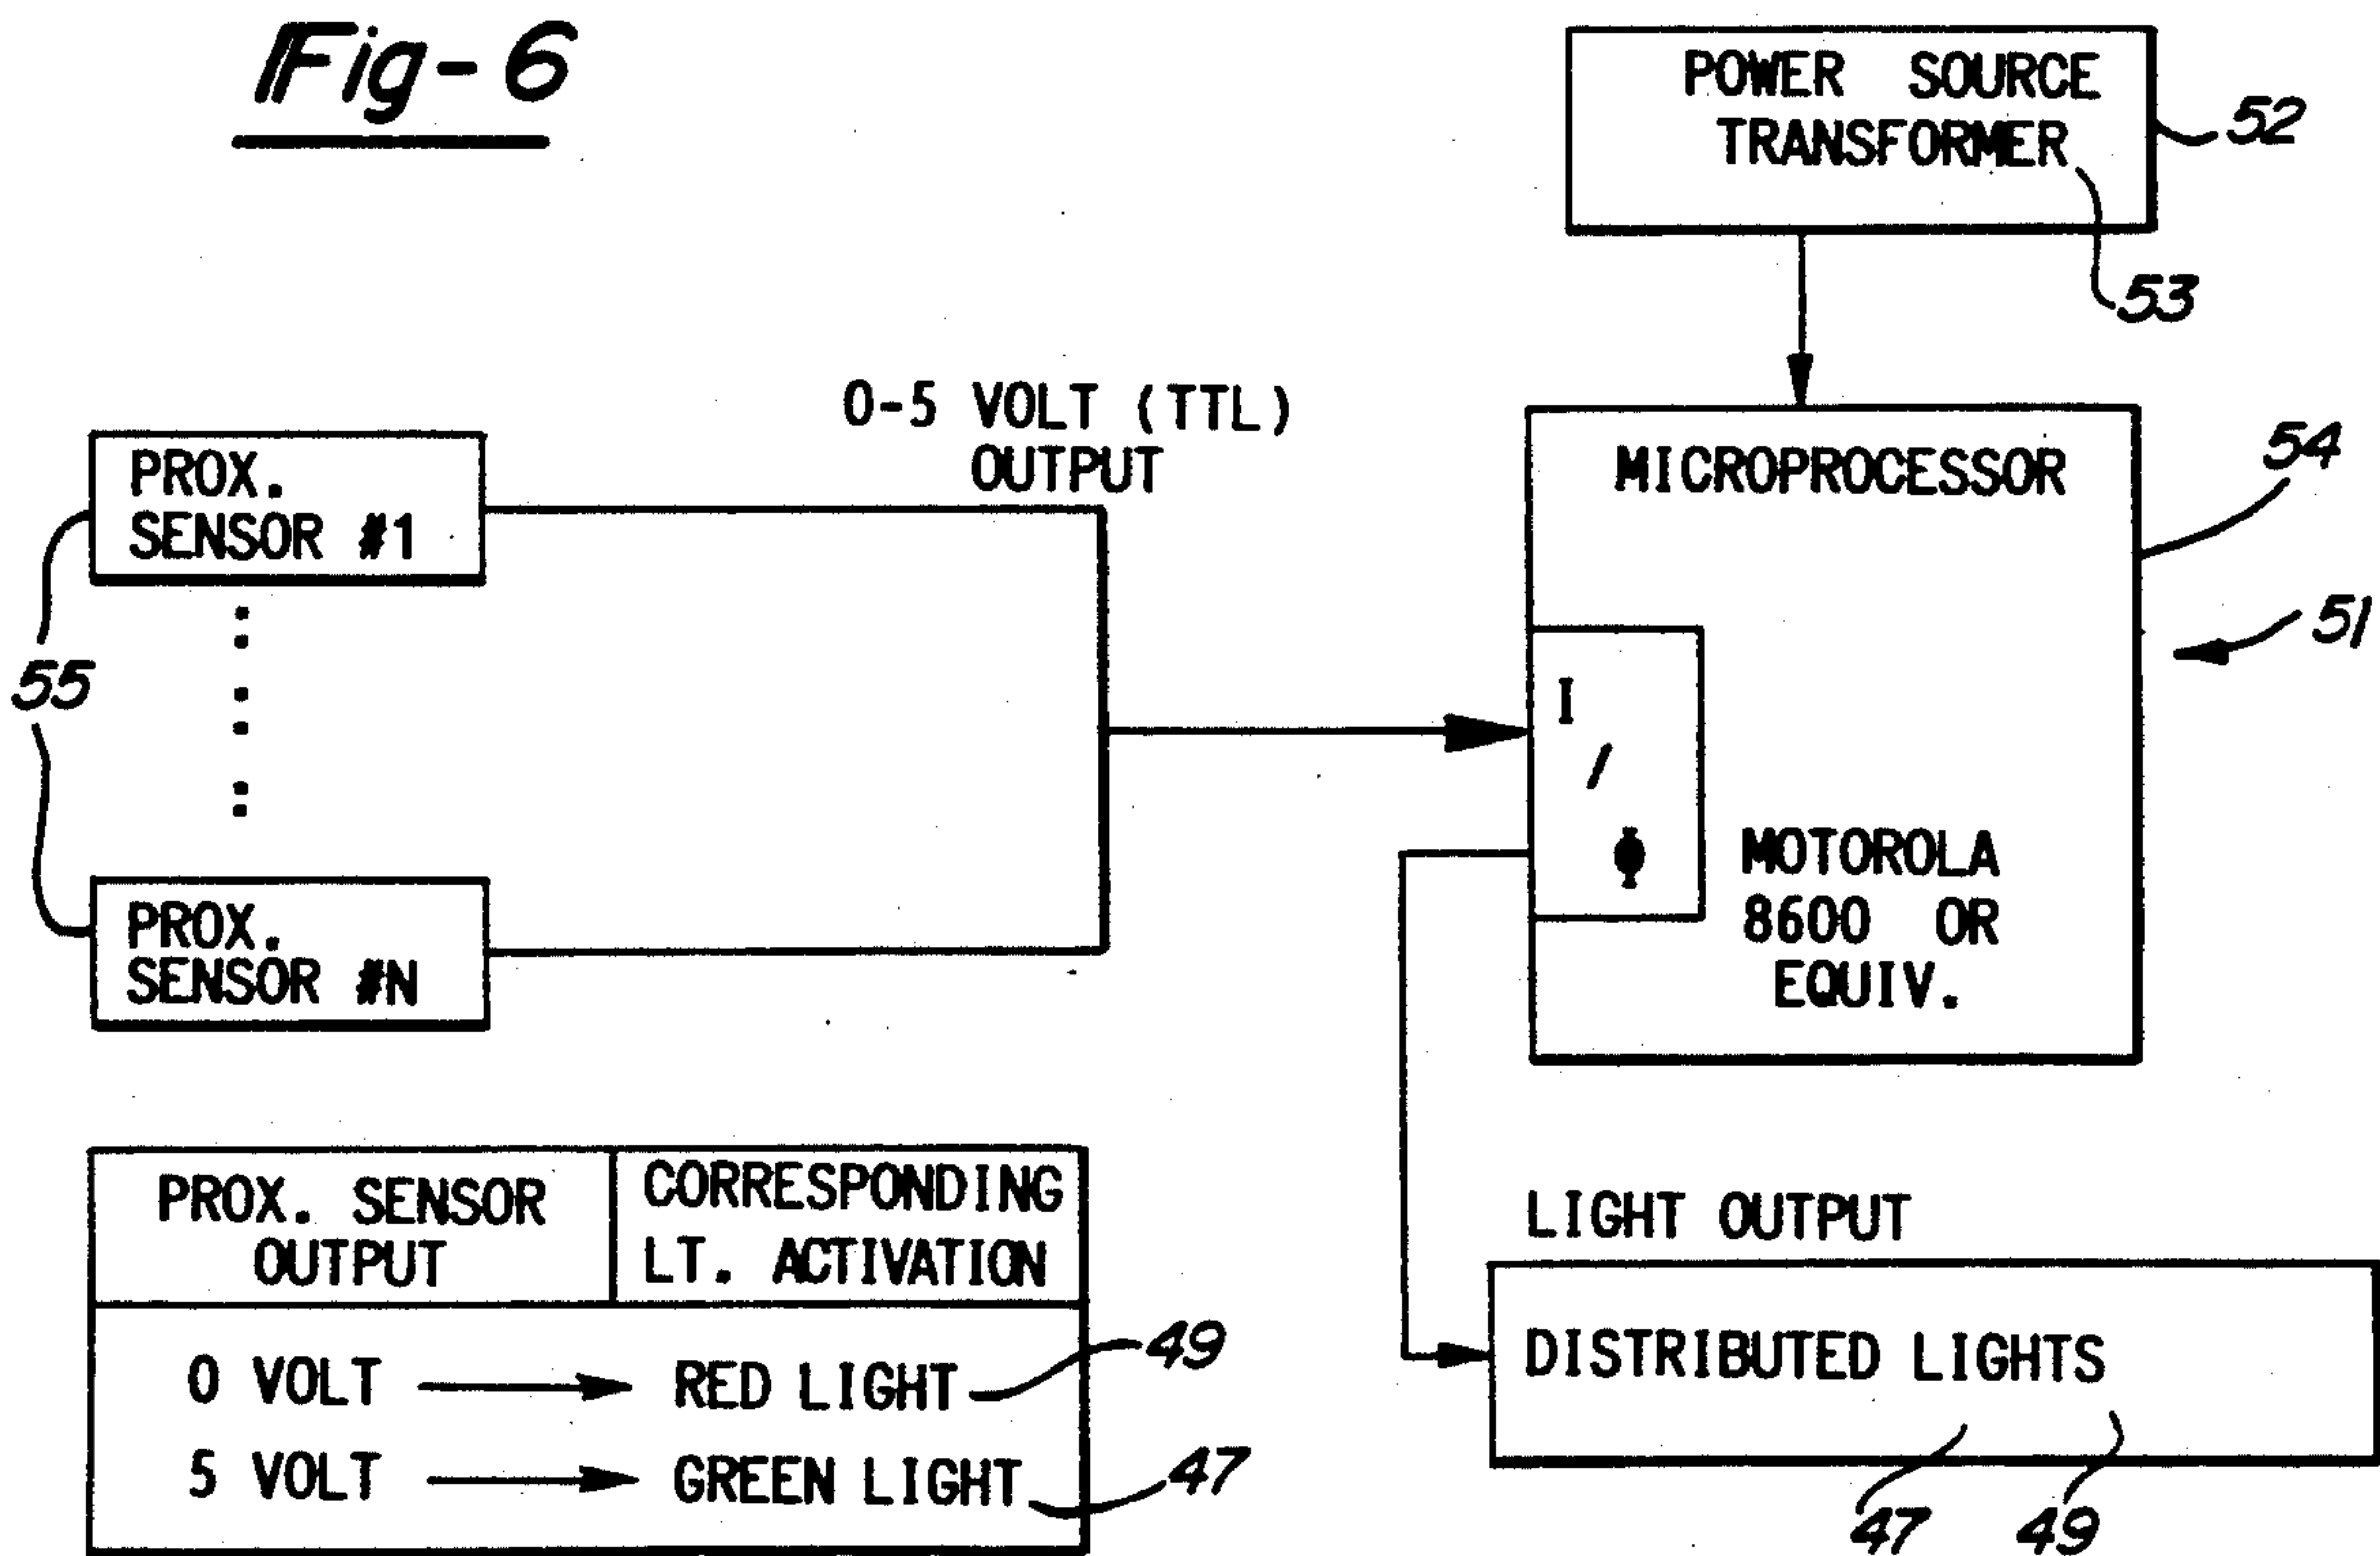 Fig-6
POWER SOURCE
TRANSFORMER
52
53
0-5 VOLT (TTL)
OUTPUT
PROX.
SENSOR #1
55
PROX.
SENSOR #N
MICROPROCESSOR
54
51
I
/
O
MOTOROLA
8600 OR
EQUIV.
PROX. SENSOR
OUTPUT
CORRESPONDING
LT. ACTIVATION
0 VOLT
RED LIGHT
49
5 VOLT
GREEN LIGHT
47
LIGHT OUTPUT
DISTRIBUTED LIGHTS
47
49